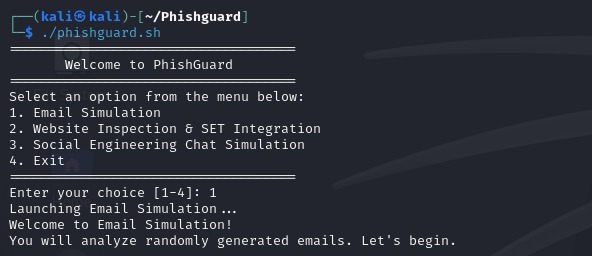 ┌──(kali㉿kali)-[~/Phishguard]
└─$ ./phishguard.sh
====================================
Welcome to PhishGuard
====================================
Select an option from the menu below:
1. Email Simulation
2. Website Inspection & SET Integration
3. Social Engineering Chat Simulation
4. Exit
====================================
Enter your choice [1-4]: 1
Launching Email Simulation...
Welcome to Email Simulation!
You will analyze randomly generated emails. Let's begin.